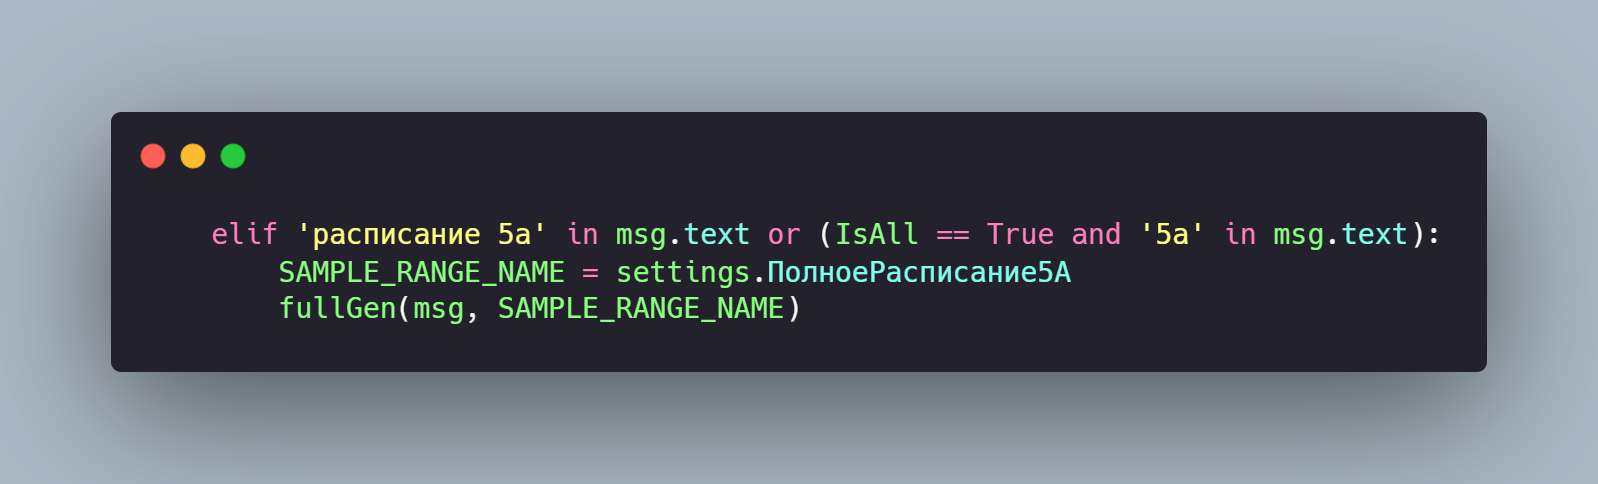 elif 'расписание 5а' in msg.text or (IsAll == True and '5а' in msg.text):
SAMPLE_RANGE_NAME = settings.ПолноеРасписание5А
fullGen(msg, SAMPLE_RANGE_NAME)